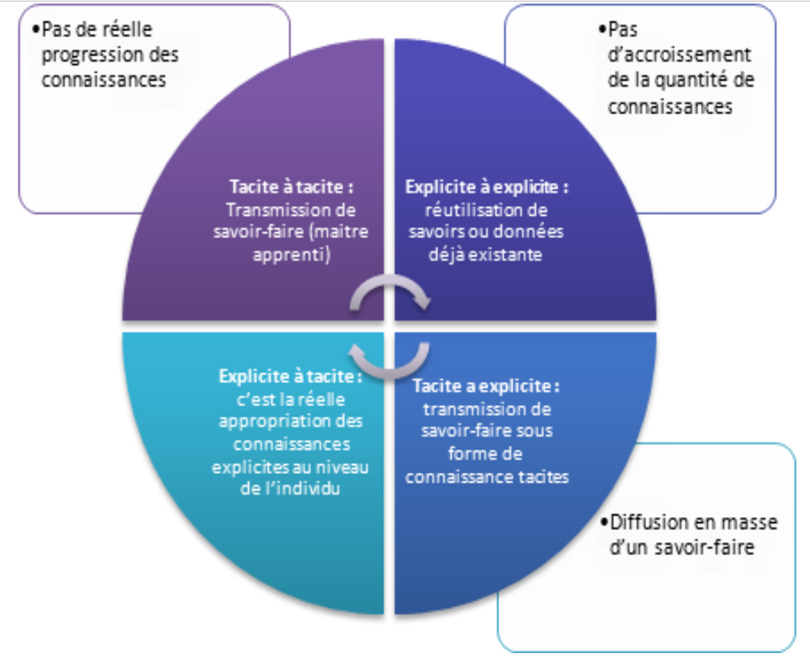 •Pas de réelle
progression des
connaissances
•Pas
d'accroissement
de la quantité de
connaissances
Tacite à tacite :
Transmission de
savoir-faire (maitre
apprenti)
Explicite à explicite :
réutilisation de
savoirs ou données
déjà existante
Explicite à tacite :
c'est la réelle
appropriation des
connaissances
explicites au niveau
de l'individu
Tacite a explicite :
transmission de
savoir-faire sous
forme de
connaissance tacites
•Diffusion en masse
d'un savoir-faire